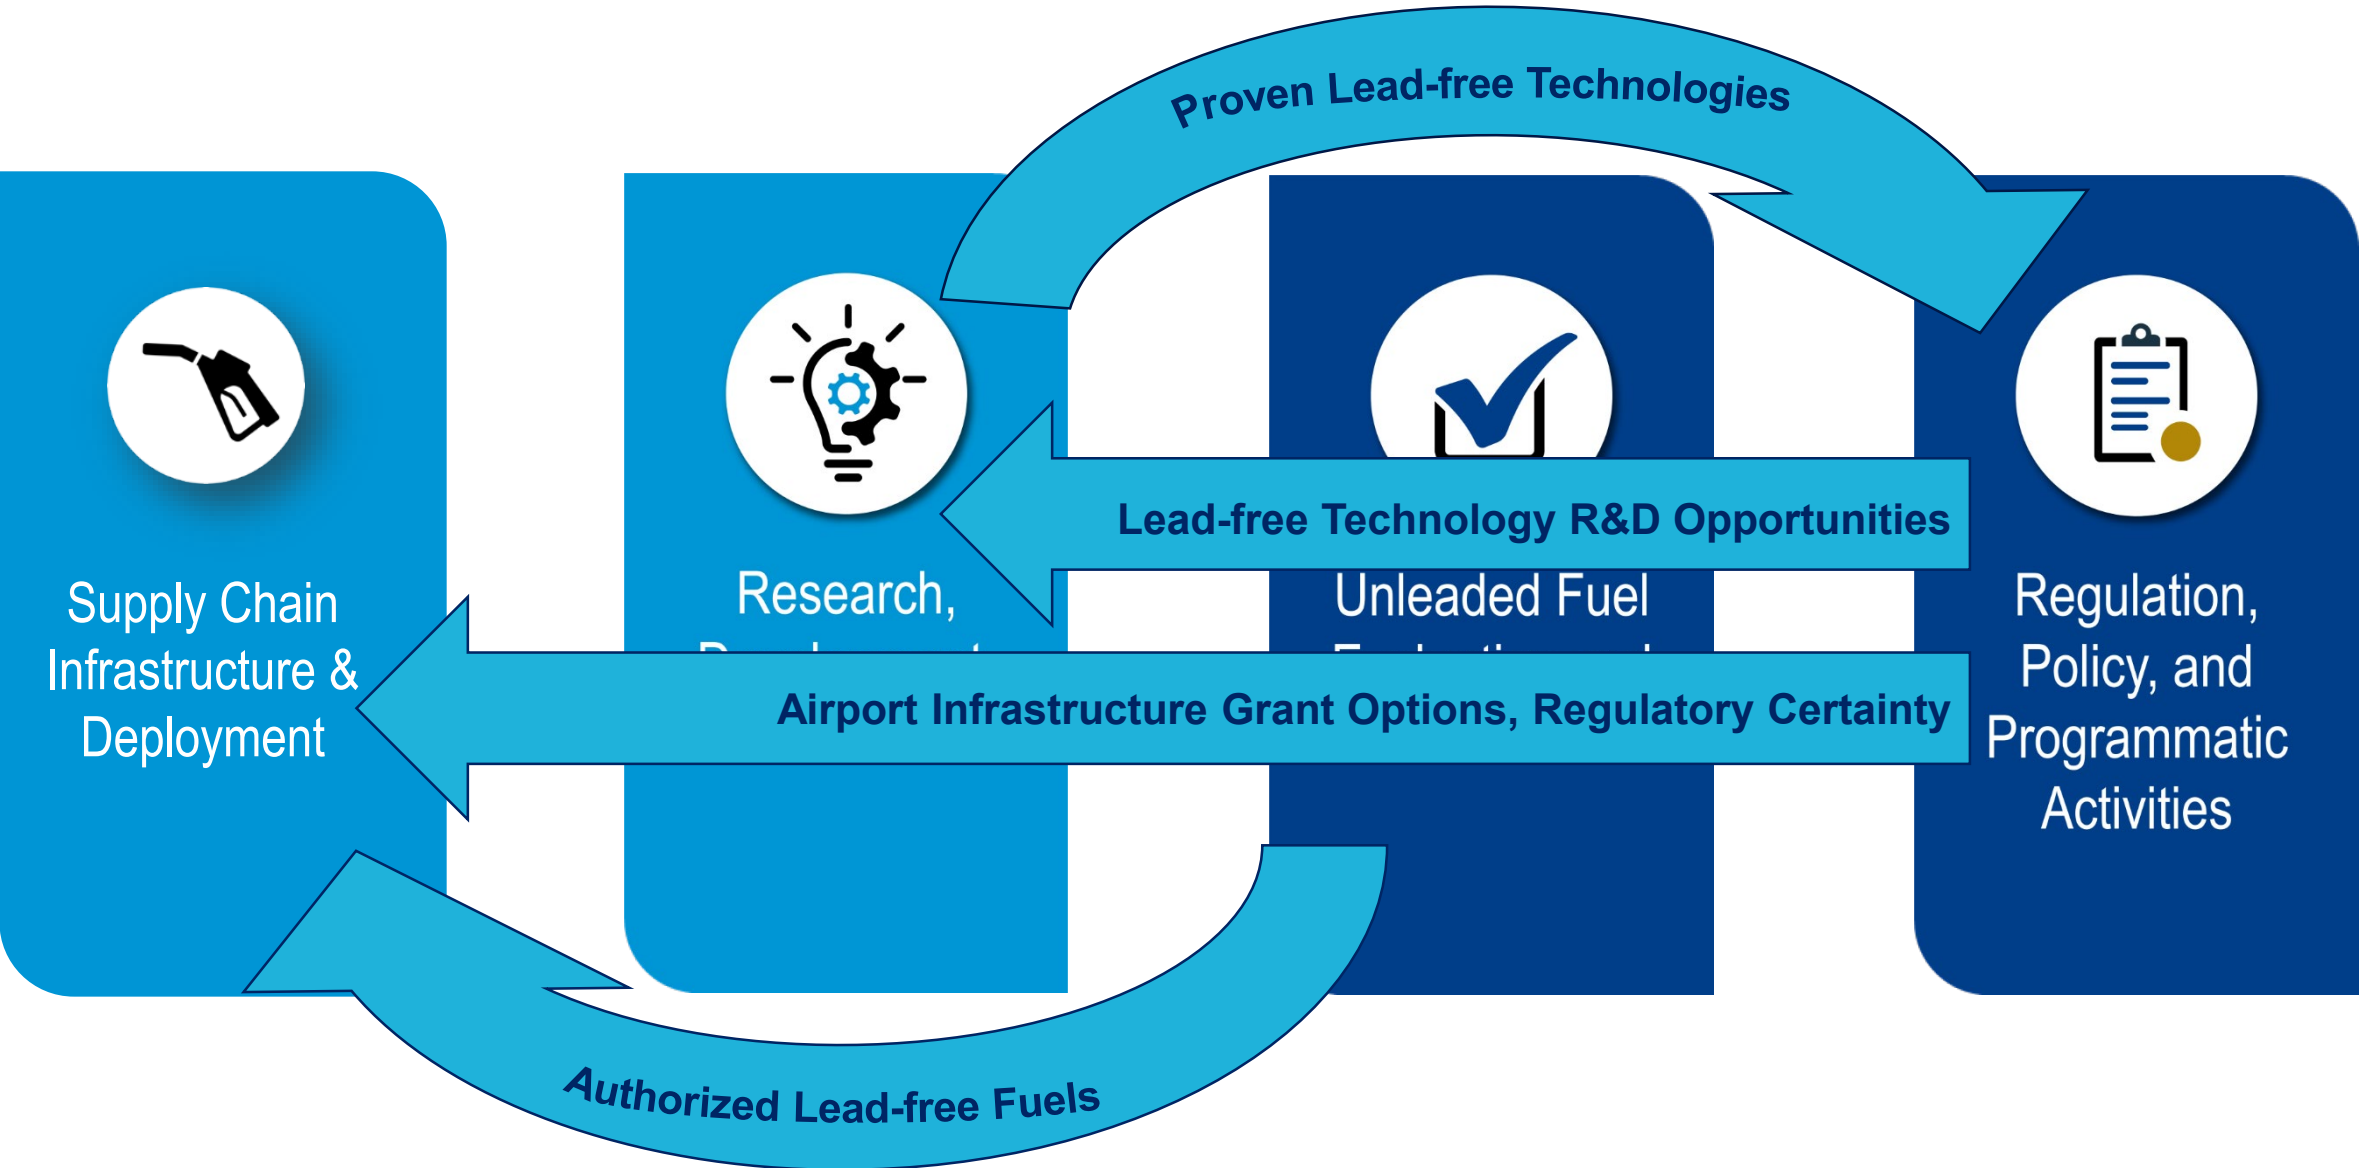 Proven Lead-free Technologies
Supply Chain
Infrastructure &
Deployment
Research,
Unleaded Fuel
Regulation,
Policy, and
Programmatic
Activities
Lead-free Technology R&D Opportunities
Airport Infrastructure Grant Options, Regulatory Certainty
Authorized Lead-free Fuels